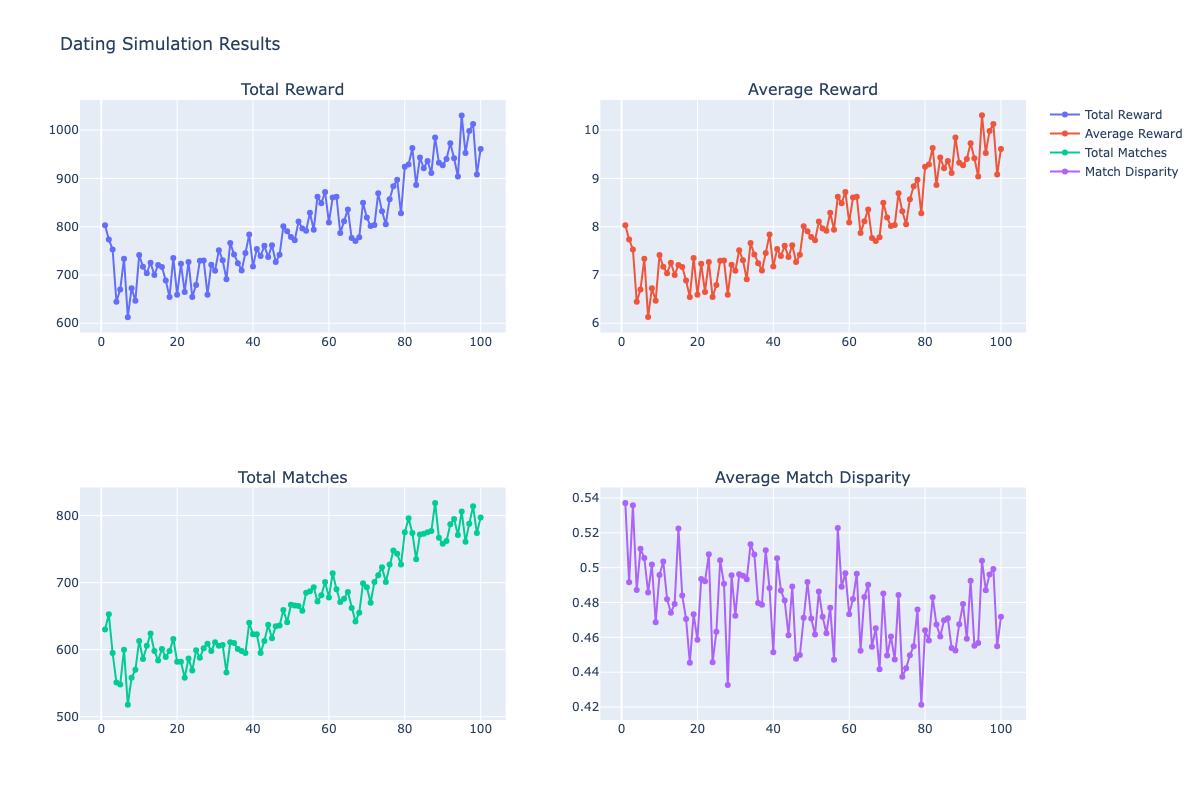 Dating Simulation Results
Total Reward
1000
900
800
700
600
0 20 40 60 80 100
Average Reward
10
9
8
7
6
0 20 40 60 80 100
Total Reward
Average Reward
Total Matches
Match Disparity
Total Matches
800
700
600
500
0 20 40 60 80 100
Average Match Disparity
0.54
0.52
0.5
0.48
0.46
0.44
0.42
0 20 40 60 80 100